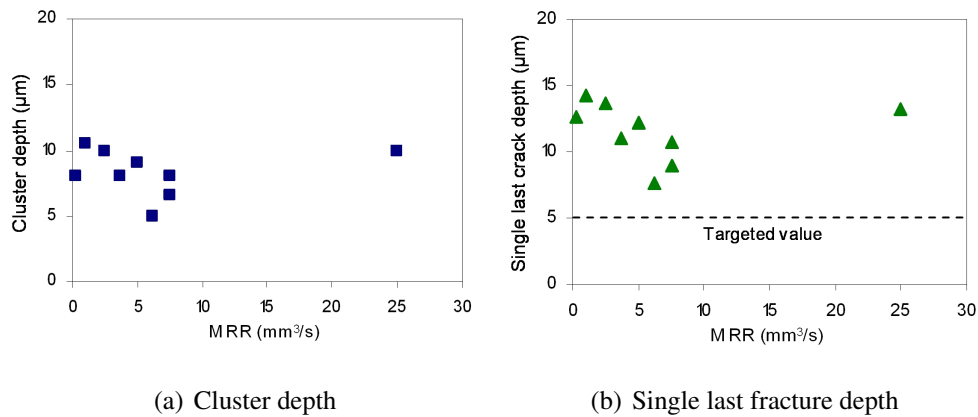 20
15
10
5
0
Cluster depth (µm)
0 5 10 15 20 25 30
MRR (mm³/s)
(a) Cluster depth
20
15
10
5
0
Single last crack depth (µm)
Targeted value
0 5 10 15 20 25 30
MRR (mm³/s)
(b) Single last fracture depth